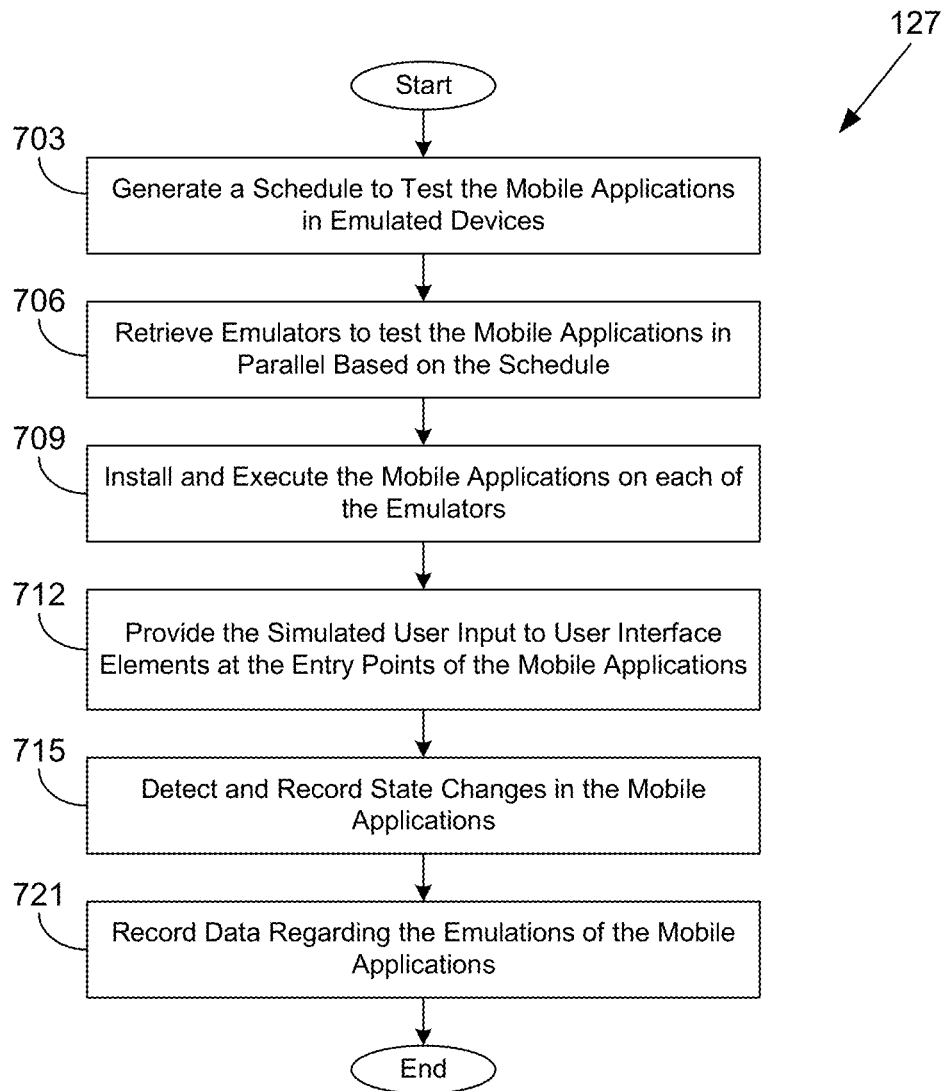 127
Start
703
Generate a Schedule to Test the Mobile Applications
in Emulated Devices
706
Retrieve Emulators to test the Mobile Applications in
Parallel Based on the Schedule
709
Install and Execute the Mobile Applications on each of
the Emulators
712
Provide the Simulated User Input to User Interface
Elements at the Entry Points of the Mobile Applications
715
Detect and Record State Changes in the Mobile
Applications
721
Record Data Regarding the Emulations of the Mobile
Applications
End